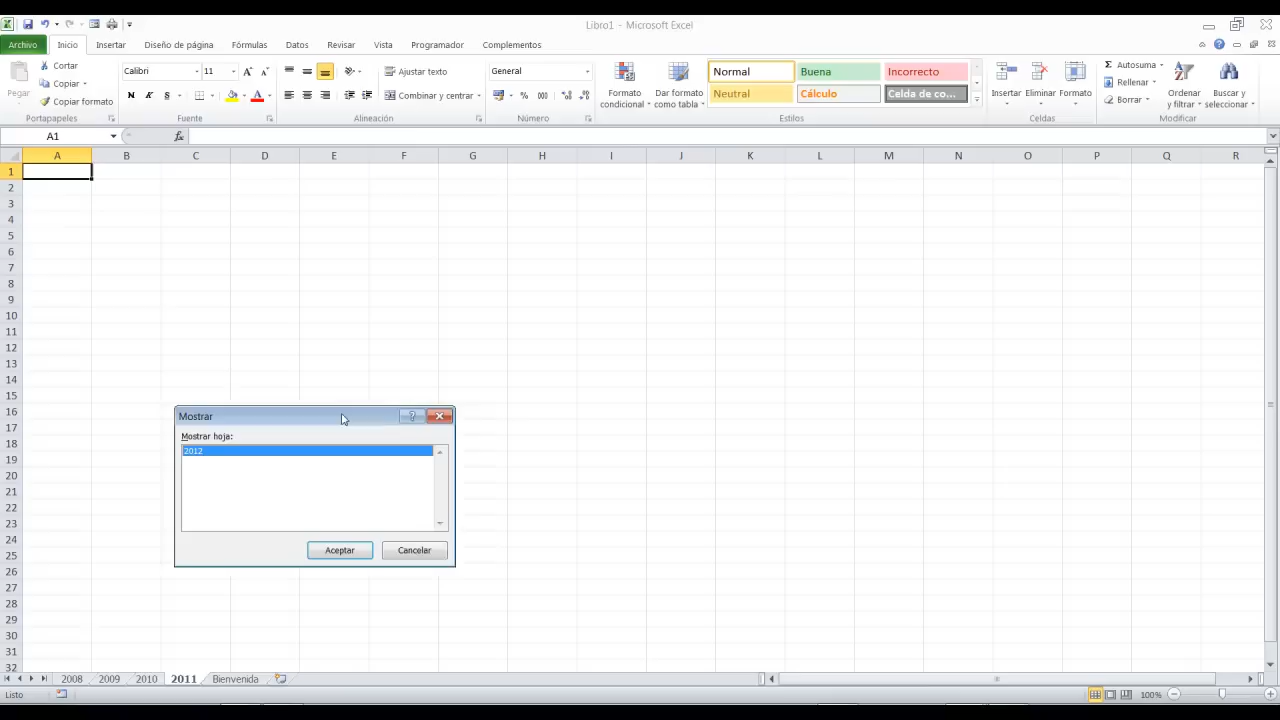 Libro1 - Microsoft Excel
Archivo Inicio Insertar Diseño de página Fórmulas Datos Revisar Vista Programador Complementos
Pegar
Cortar
Copiar
Copiar formato
Portapapeles
Calibri 11
N K S
Fuente
Ajustar texto
Combinar y centrar
Alineación
General
% 000
Número
Formato condicional
Dar formato como tabla
Normal Buena Incorrecto
Neutral Cálculo Celda de co...
Estilos
Insertar Eliminar Formato
Celdas
Autosuma
Rellenar
Borrar
Ordenar y filtrar
Buscar y seleccionar
Modificar
A1 fx
A B C D E F G H I J K L M N O P Q R
1
2
3
4
5
6
7
8
9
10
11
12
13
14
15
16
17
18
19
20
21
22
23
24
25
26
27
28
29
30
31
32
Mostrar
Mostrar hoja:
2012
Aceptar Cancelar
2008 2009 2010 2011 Bienvenida
Listo 100%